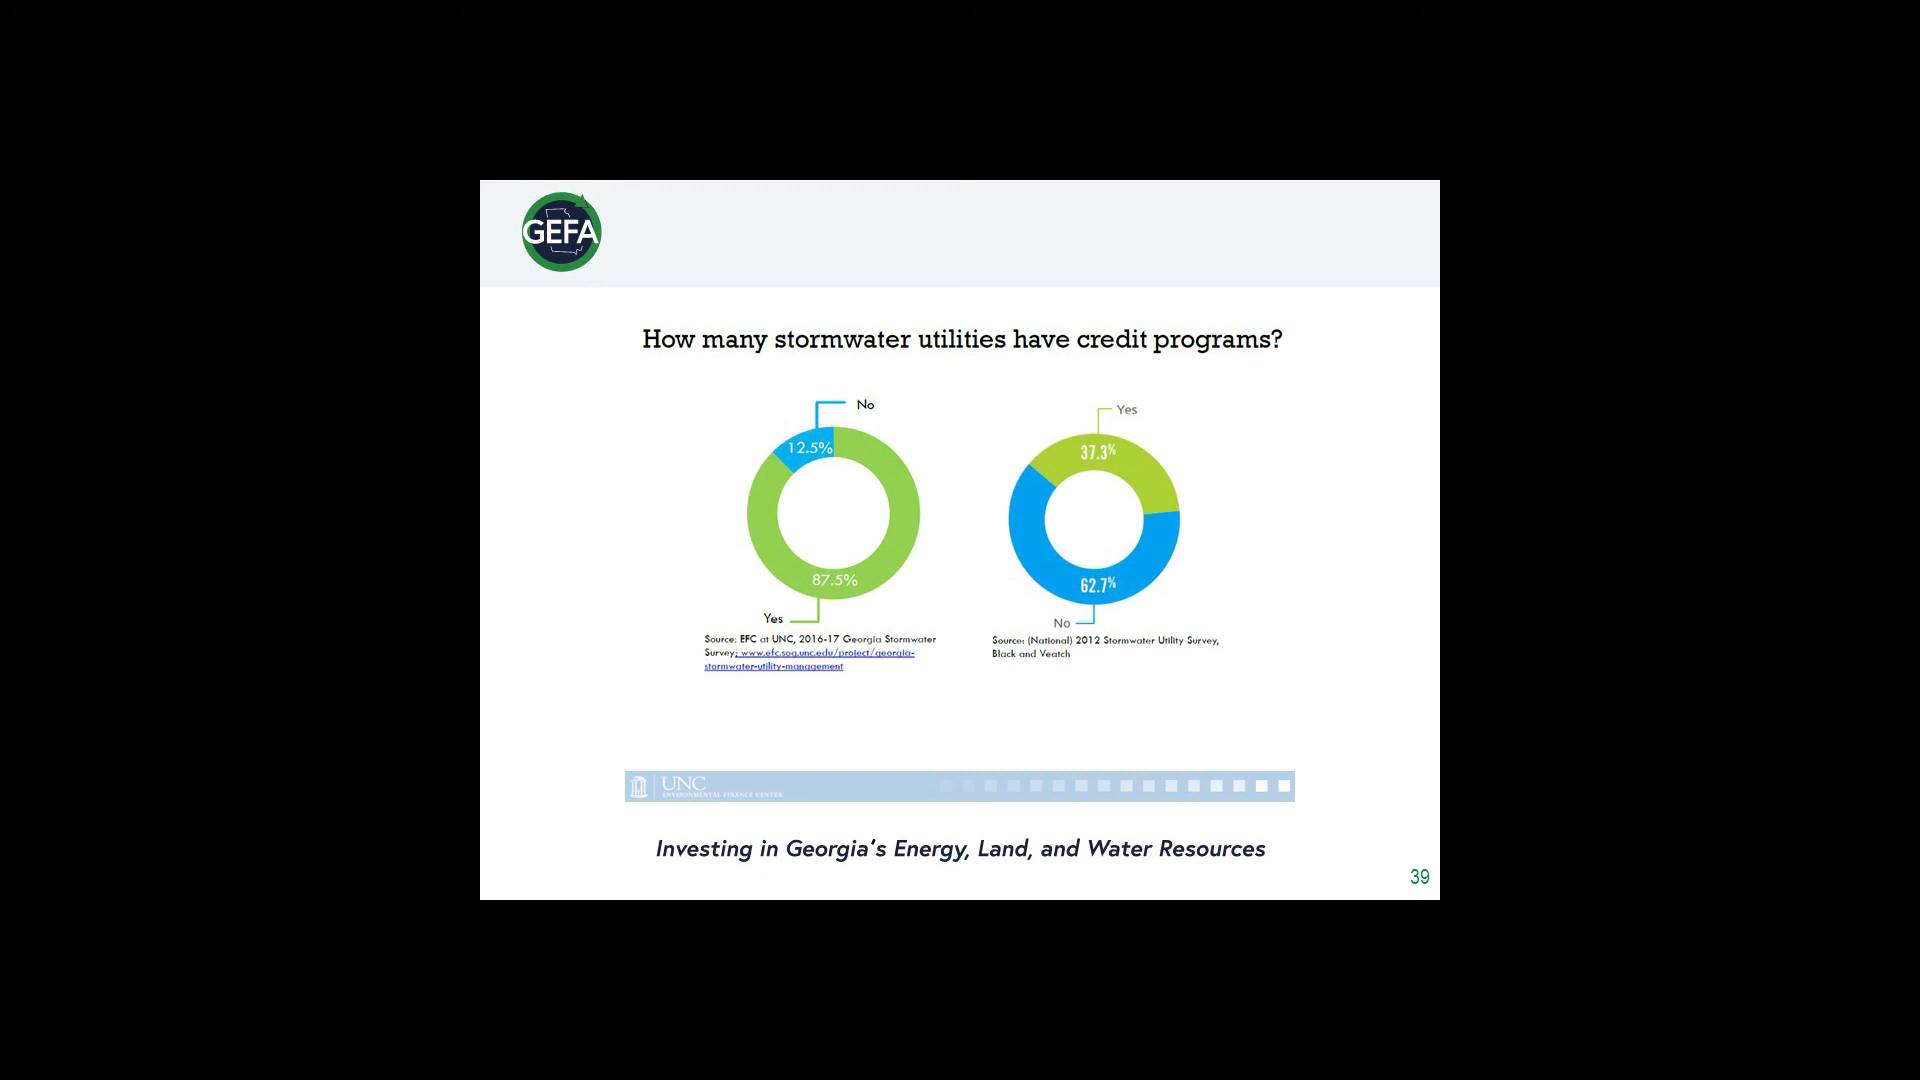 GEFA
How many stormwater utilities have credit programs?
No
12.5%
87.5%
Yes
Source: EFC at UNC, 2016-17 Georgia Stormwater
Survey: www.efc.sog.unc.edu/project/georgia-
stormwater-utility-management
Yes
37.3%
62.7%
No
Source: (National) 2012 Stormwater Utility Survey,
Black and Veatch
UNC
ENVIRONMENTAL FINANCE CENTER
Investing in Georgia's Energy, Land, and Water Resources
39